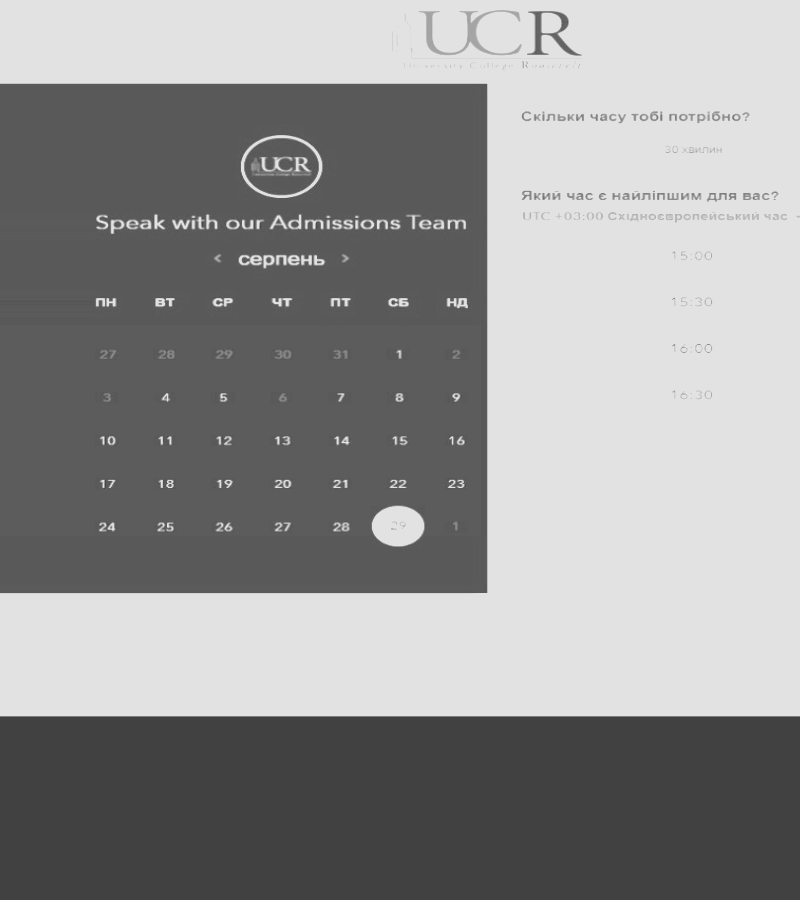 UCR
University College Roosevelt
UCR
Speak with our Admissions Team
< серпень >
ПН ВТ СР ЧТ ПТ СБ НД
27 28 29 30 31 1 2
3 4 5 6 7 8 9
10 11 12 13 14 15 16
17 18 19 20 21 22 23
24 25 26 27 28 29 1
Скільки часу тобі потрібно?
30 хвилин
Який час є найліпшим для вас?
UTC +03:00 Східноєвропейський час
15:00
15:30
16:00
16:30